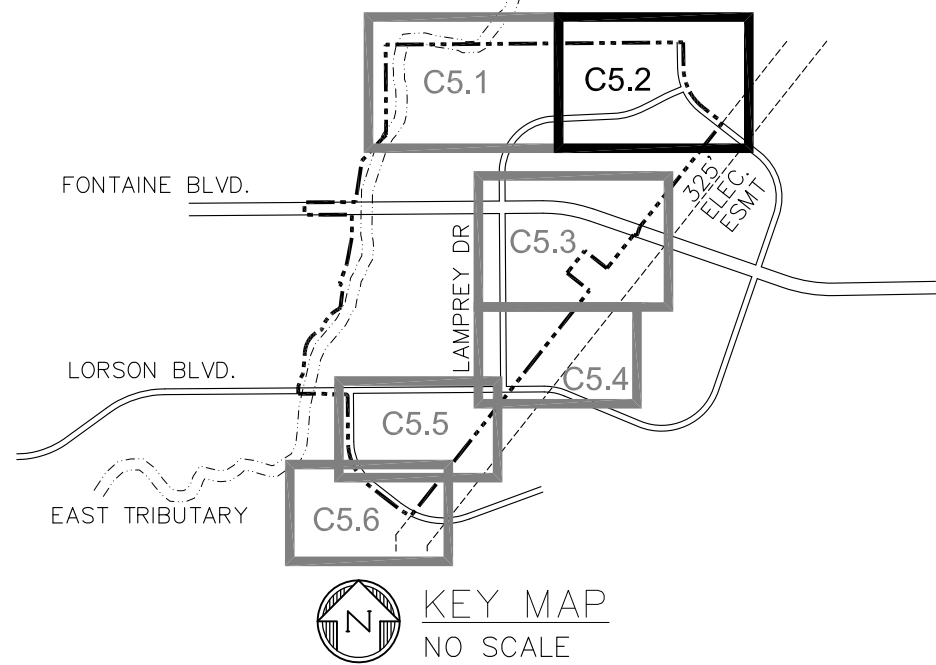 C5.1
C5.2
FONTAINE BLVD.
325'
ELEC.
ESMT
C5.3
LAMPREY DR
LORSON BLVD.
C5.4
C5.5
EAST TRIBUTARY
C5.6
N
KEY MAP
NO SCALE